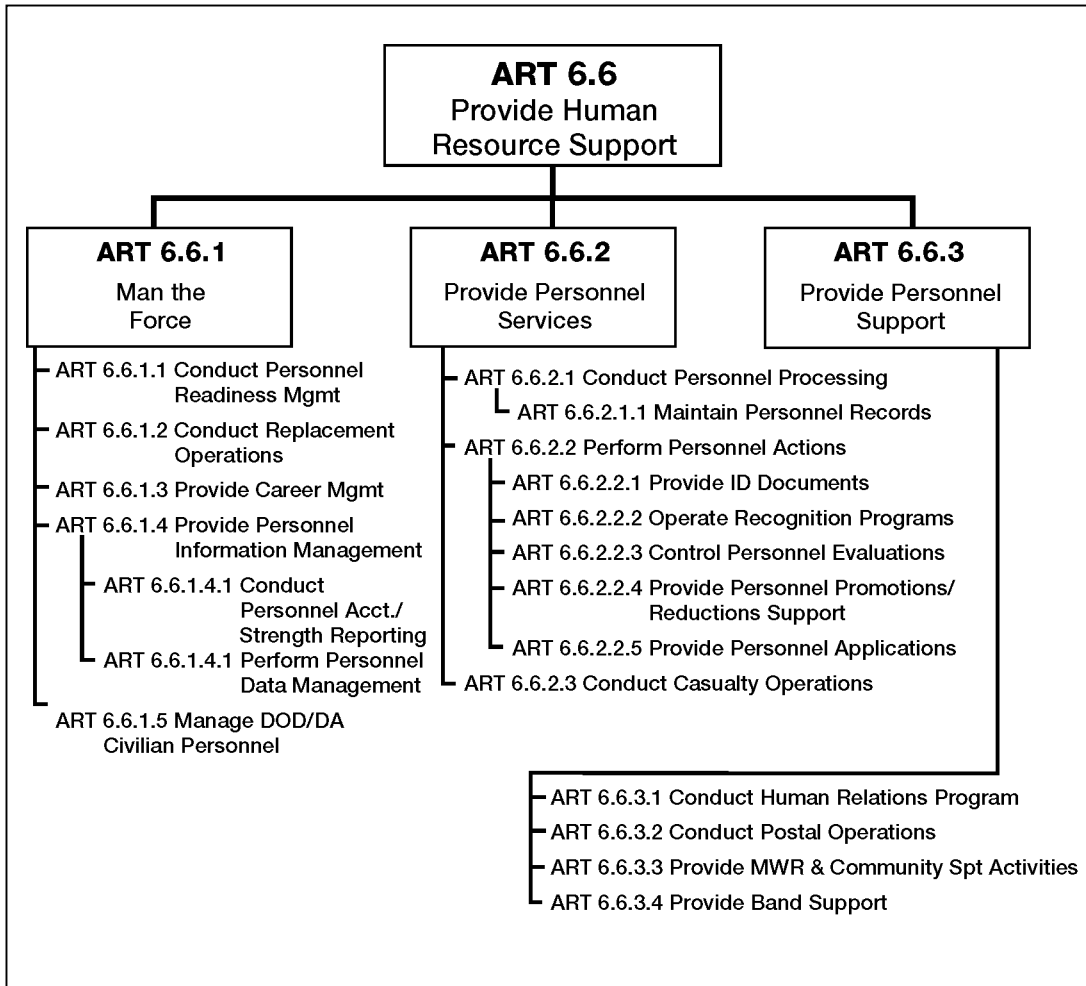 ART 6.6
Provide Human
Resource Support
ART 6.6.1
Man the
Force
ART 6.6.1.1 Conduct Personnel
Readiness Mgmt
ART 6.6.1.2 Conduct Replacement
Operations
ART 6.6.1.3 Provide Career Mgmt
ART 6.6.1.4 Provide Personnel
Information Management
ART 6.6.1.4.1 Conduct
Personnel Acct./
Strength Reporting
ART 6.6.1.4.1 Perform Personnel
Data Management
ART 6.6.1.5 Manage DOD/DA
Civilian Personnel
ART 6.6.2
Provide Personnel
Services
ART 6.6.2.1 Conduct Personnel Processing
ART 6.6.2.1.1 Maintain Personnel Records
ART 6.6.2.2 Perform Personnel Actions
ART 6.6.2.2.1 Provide ID Documents
ART 6.6.2.2.2 Operate Recognition Programs
ART 6.6.2.2.3 Control Personnel Evaluations
ART 6.6.2.2.4 Provide Personnel Promotions/
Reductions Support
ART 6.6.2.2.5 Provide Personnel Applications
ART 6.6.2.3 Conduct Casualty Operations
ART 6.6.3
Provide Personnel
Support
ART 6.6.3.1 Conduct Human Relations Program
ART 6.6.3.2 Conduct Postal Operations
ART 6.6.3.3 Provide MWR & Community Spt Activities
ART 6.6.3.4 Provide Band Support